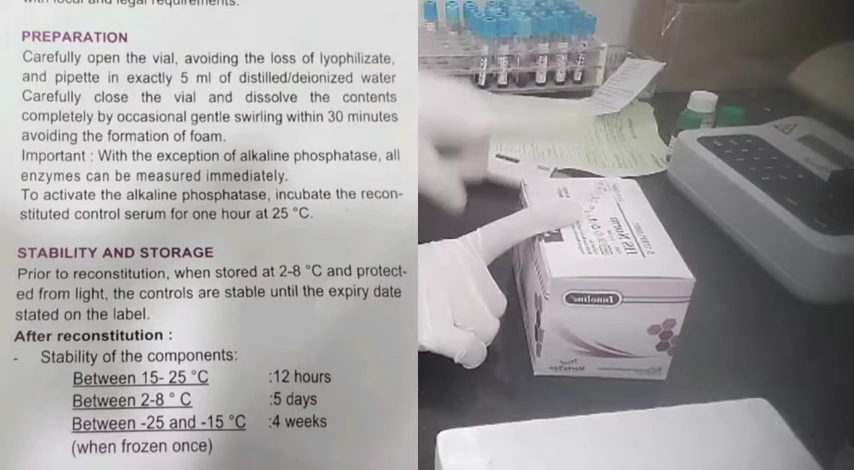 PREPARATION
Carefully open the vial, avoiding the loss of lyophilizate,
and pipette in exactly 5 ml of distilled/deionized water
Carefully close the vial and dissolve the contents
completely by occasional gentle swirling within 30 minutes
avoiding the formation of foam.
Important : With the exception of alkaline phosphatase, all
enzymes can be measured immediately.
To activate the alkaline phosphatase, incubate the recon-
stituted control serum for one hour at 25 °C.
STABILITY AND STORAGE
Prior to reconstitution, when stored at 2-8 °C and protect-
ed from light, the controls are stable until the expiry date
stated on the label.
After reconstitution :
- Stability of the components:
Between 15- 25 °C :12 hours
Between 2-8 ° C :5 days
Between -25 and -15 °C :4 weeks
(when frozen once)